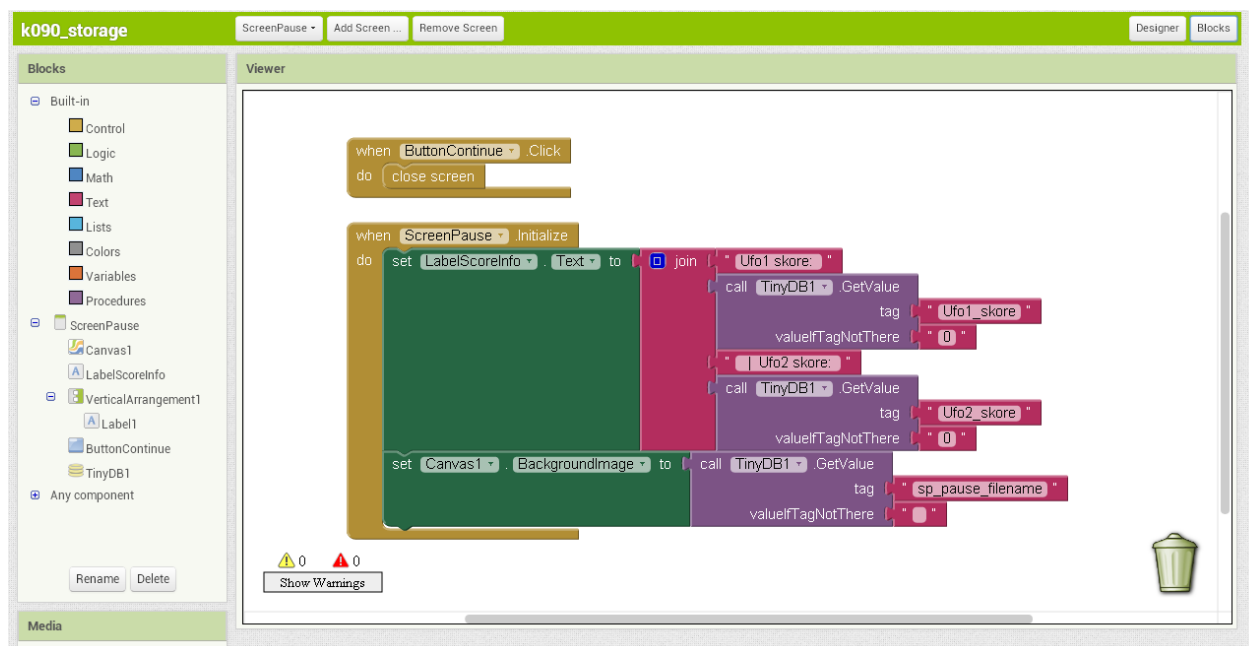 k090_storage ScreenPause Add Screen ... Remove Screen Designer Blocks
Blocks
Built-in
Control
Logic
Math
Text
Lists
Colors
Variables
Procedures
ScreenPause
Canvas1
LabelScoreInfo
VerticalArrangement1
Label1
ButtonContinue
TinyDB1
Any component
Rename Delete
Media
Viewer
when ButtonContinue .Click
do close screen
when ScreenPause .Initialize
do set LabelScoreInfo . Text to join " Ufo1 skore: "
call TinyDB1 .GetValue
tag " Ufo1_skore "
valueIfTagNotThere " 0 "
" | Ufo2 skore: "
call TinyDB1 .GetValue
tag " Ufo2_skore "
valueIfTagNotThere " 0 "
set Canvas1 . BackgroundImage to call TinyDB1 .GetValue
tag " sp_pause_filename "
valueIfTagNotThere " "
0 0
Show Warnings